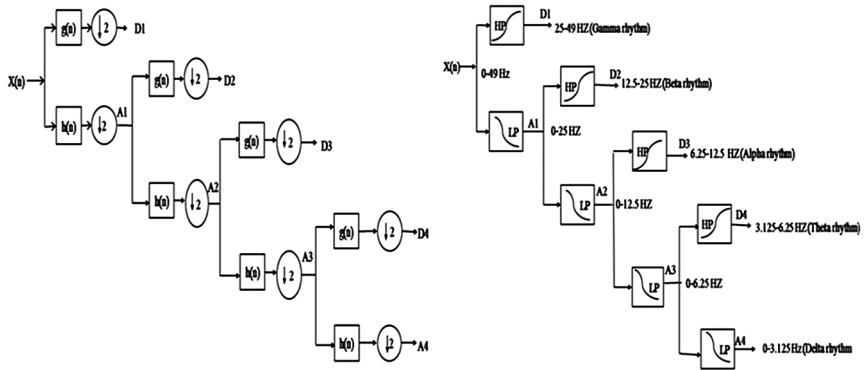 g(n)
↓2
D1
X(n)
h(n)
↓2
A1
g(n)
↓2
D2
h(n)
↓2
A2
g(n)
↓2
D3
h(n)
↓2
A3
g(n)
↓2
D4
h(n)
↓2
A4
HP
D1
25-49 HZ(Gamma rhythm)
X(n)
0-49 Hz
LP
A1
0-25 HZ
HP
D2
12.5-25 HZ(Beta rhythm)
LP
A2
0-12.5 HZ
HP
D3
6.25-12.5 HZ(Alpha rhythm)
LP
A3
0-6.25 HZ
HP
D4
3.125-6.25 HZ(Theta rhythm)
LP
A4
0-3.125Hz(Delta rhythm